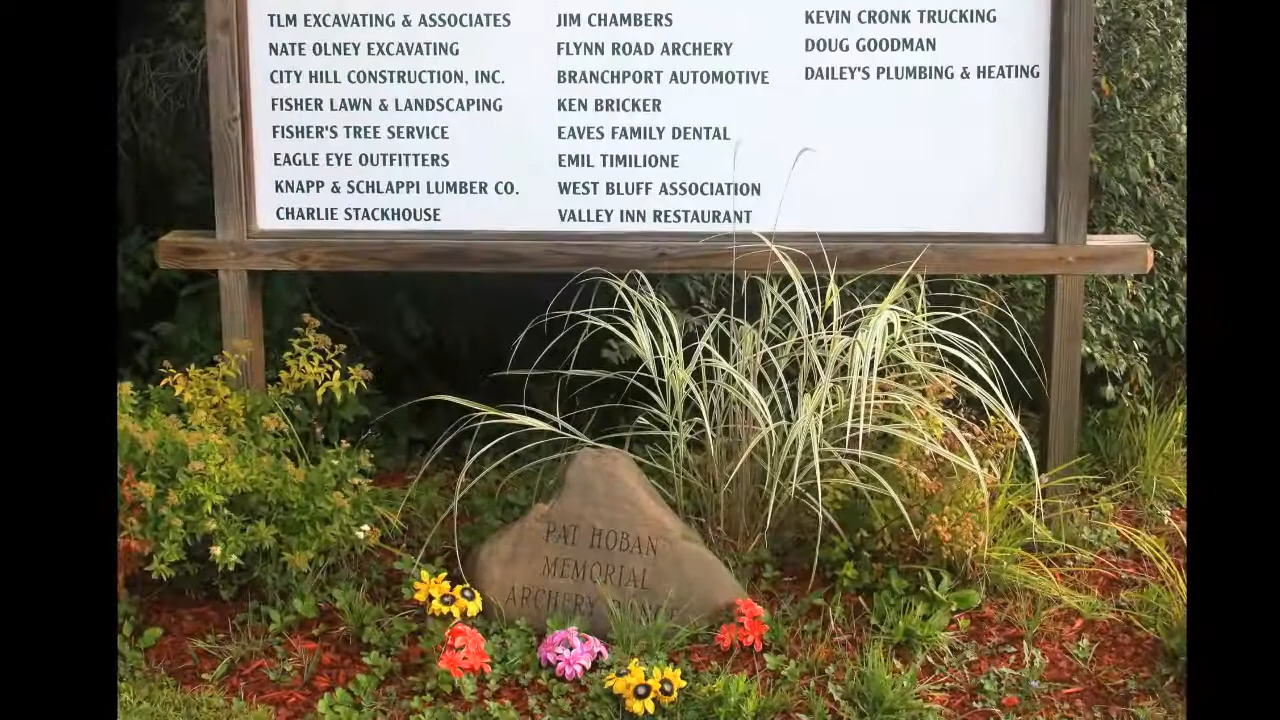 TLM EXCAVATING & ASSOCIATES
NATE OLNEY EXCAVATING
CITY HILL CONSTRUCTION, INC.
FISHER LAWN & LANDSCAPING
FISHER'S TREE SERVICE
EAGLE EYE OUTFITTERS
KNAPP & SCHLAPPI LUMBER CO.
CHARLIE STACKHOUSE
JIM CHAMBERS
FLYNN ROAD ARCHERY
BRANCHPORT AUTOMOTIVE
KEN BRICKER
EAVES FAMILY DENTAL
EMIL TIMILIONE
WEST BLUFF ASSOCIATION
VALLEY INN RESTAURANT
KEVIN CRONK TRUCKING
DOUG GOODMAN
DAILEY'S PLUMBING & HEATING
PAT HOBAN
MEMORIAL
ARCHERY